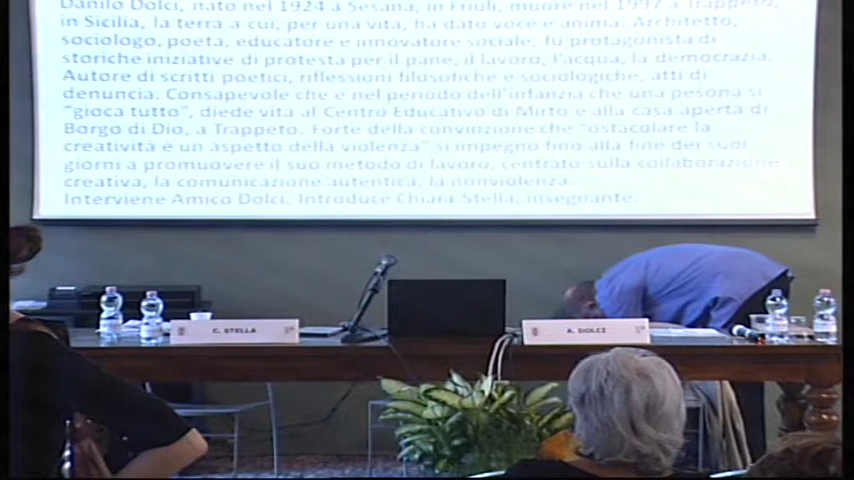 Danilo Dolci, nato nel 1924 a Sesana, in Friuli, muore nel 1997 a Trappeto,
in Sicilia, la terra a cui, per una vita, ha dato voce e anima. Architetto,
sociologo, poeta, educatore e innovatore sociale, fu protagonista di
storiche iniziative di protesta per il pane, il lavoro, l'acqua, la democrazia.
Autore di scritti poetici, riflessioni filosofiche e sociologiche, atti di
denuncia. Consapevole che è nel periodo dell'infanzia che una pesona si
"gioca tutto", diede vita al Centro Educativo di Mirto e alla casa aperta di
Borgo di Dio, a Trappeto. Forte della convinzione che "ostacolare la
creatività è un aspetto della violenza" si impegno fino alla fine dei suoi
giorni a promuovere il suo metodo di lavoro, centrato sulla collaborazione
creativa, la comunicazione autentica, la nonviolenza.
Interviene Amico Dolci. Introduce Chiara Stella, insegnante.
C. STELLA
A. DOLCI